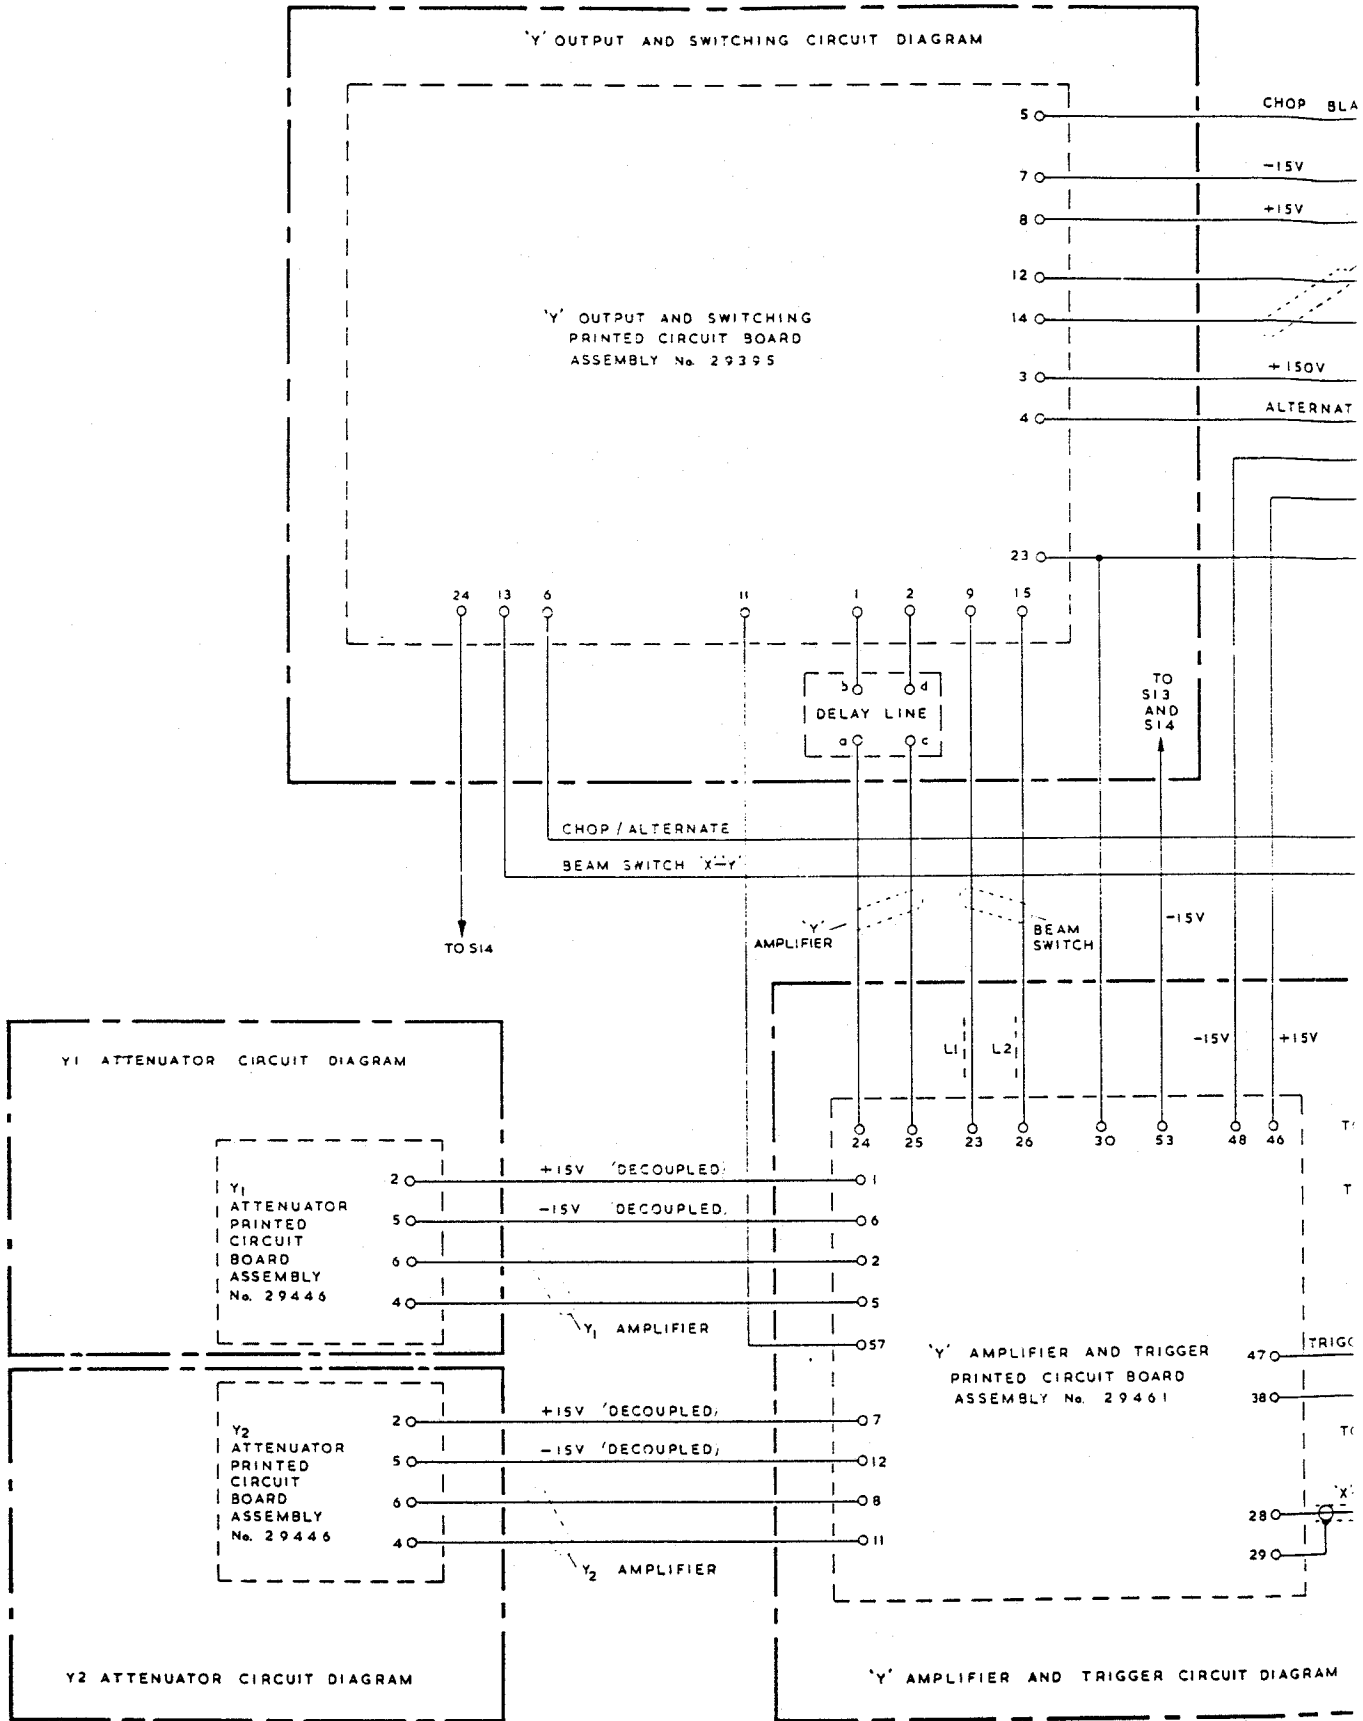 'Y' OUTPUT AND SWITCHING CIRCUIT DIAGRAM
5
CHOP BLA
7
-15V
8
+15V
12
14
'Y' OUTPUT AND SWITCHING
PRINTED CIRCUIT BOARD
ASSEMBLY No. 29395
3
+150V
4
ALTERNAT
23
24 13 6 11 1 2 9 15
b d
DELAY LINE
a c
TO
S13
AND
S14
CHOP / ALTERNATE
BEAM SWITCH 'X-Y'
TO S14
'Y'
AMPLIFIER
BEAM
SWITCH
-15V
L1 L2
-15V +15V
Y1 ATTENUATOR CIRCUIT DIAGRAM
24 25 23 26 30 53 48 46
T
Y1
ATTENUATOR
PRINTED
CIRCUIT
BOARD
ASSEMBLY
No. 29446
2 +15V (DECOUPLED) 1
5 -15V (DECOUPLED) 6
6 2
4 5
Y1 AMPLIFIER
57
'Y' AMPLIFIER AND TRIGGER
PRINTED CIRCUIT BOARD
ASSEMBLY No. 29461
47 TRIGG
38
Y2
ATTENUATOR
PRINTED
CIRCUIT
BOARD
ASSEMBLY
No. 29446
2 +15V (DECOUPLED) 7
5 -15V (DECOUPLED) 12
6 8
4 11
Y2 AMPLIFIER
TO
'X'
28
29
Y2 ATTENUATOR CIRCUIT DIAGRAM
'Y' AMPLIFIER AND TRIGGER CIRCUIT DIAGRAM